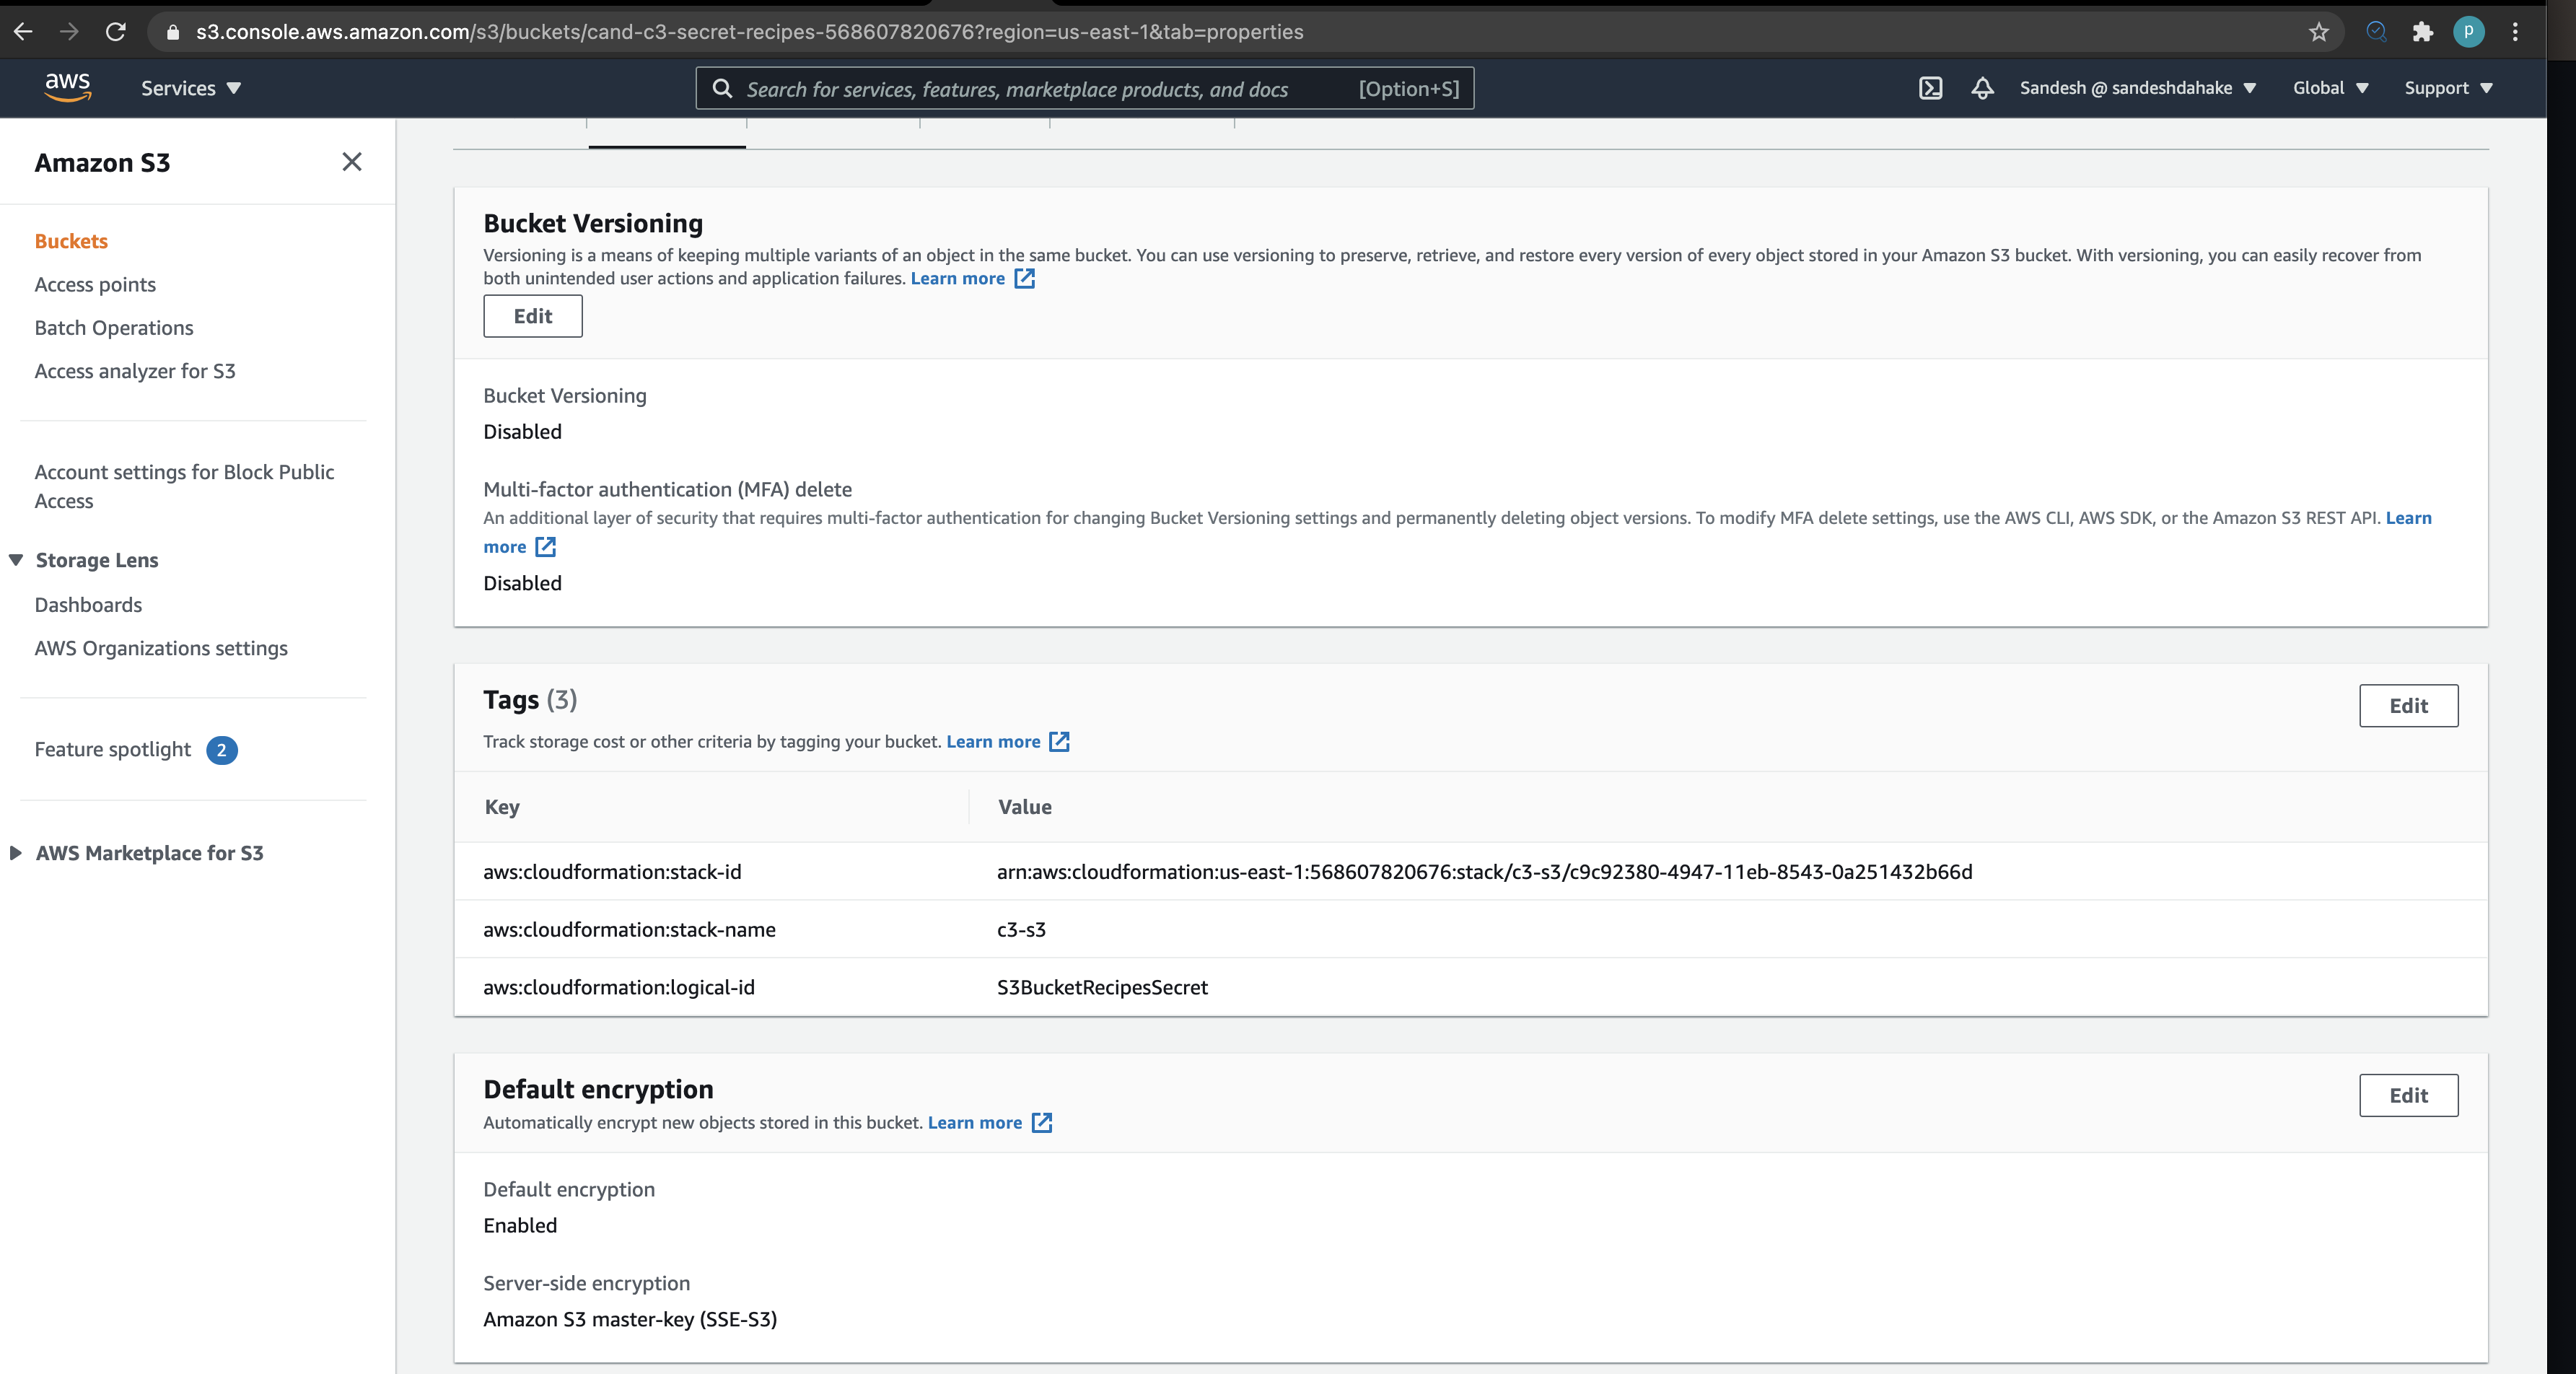 s3.console.aws.amazon.com/s3/buckets/cand-c3-secret-recipes-568607820676?region=us-east-1&tab=properties
p
aws
Services
Search for services, features, marketplace products, and docs
[Option+S]
Sandesh @ sandeshdahake
Global
Support
Amazon S3
Buckets
Access points
Batch Operations
Access analyzer for S3
Account settings for Block Public
Access
Storage Lens
Dashboards
AWS Organizations settings
Feature spotlight 2
AWS Marketplace for S3
Bucket Versioning
Versioning is a means of keeping multiple variants of an object in the same bucket. You can use versioning to preserve, retrieve, and restore every version of every object stored in your Amazon S3 bucket. With versioning, you can easily recover from
both unintended user actions and application failures. Learn more
Edit
Bucket Versioning
Disabled
Multi-factor authentication (MFA) delete
An additional layer of security that requires multi-factor authentication for changing Bucket Versioning settings and permanently deleting object versions. To modify MFA delete settings, use the AWS CLI, AWS SDK, or the Amazon S3 REST API. Learn
more
Disabled
Tags (3)
Edit
Track storage cost or other criteria by tagging your bucket. Learn more
Key Value
aws:cloudformation:stack-id arn:aws:cloudformation:us-east-1:568607820676:stack/c3-s3/c9c92380-4947-11eb-8543-0a251432b66d
aws:cloudformation:stack-name c3-s3
aws:cloudformation:logical-id S3BucketRecipesSecret
Default encryption
Edit
Automatically encrypt new objects stored in this bucket. Learn more
Default encryption
Enabled
Server-side encryption
Amazon S3 master-key (SSE-S3)